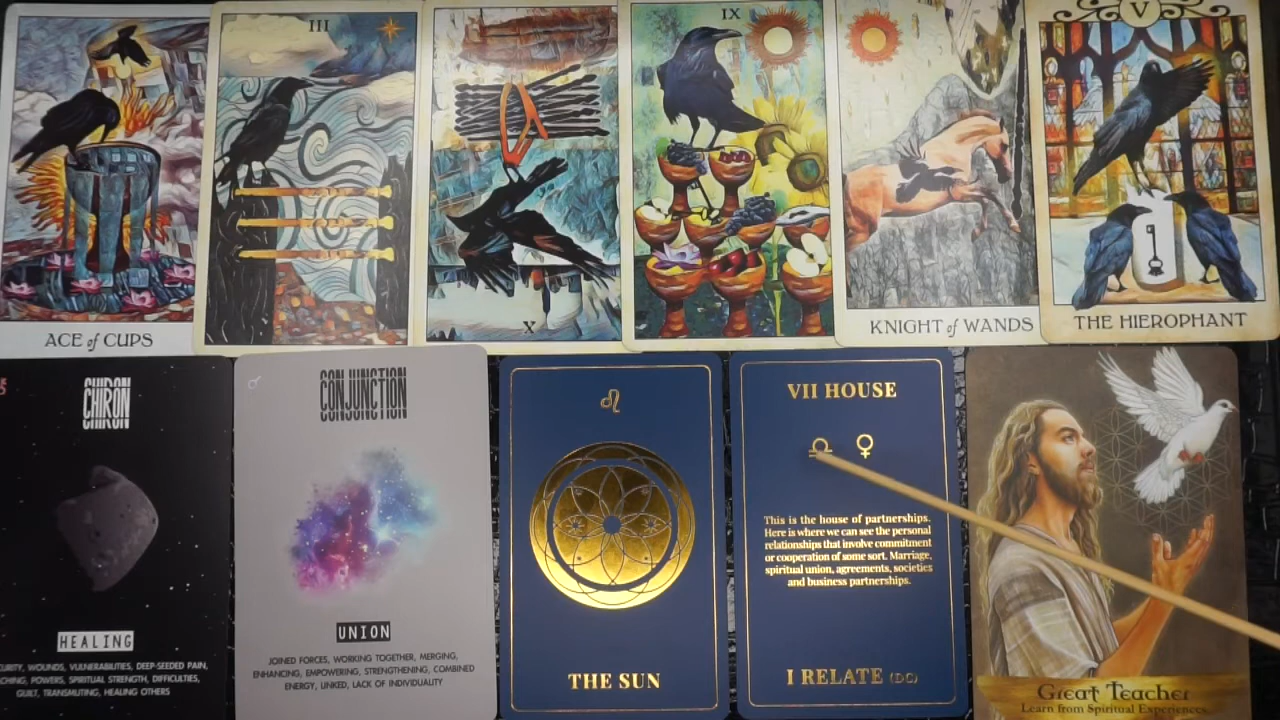 III
IX
V
X
ACE of CUPS
KNIGHT of WANDS
THE HIEROPHANT
5
CHIRON
HEALING
WOUNDS, VULNERABILITIES, DEEP-SEEDED PAIN,
POWERS, SPIRITUAL STRENGTH, DIFFICULTIES,
GUILT, TRANSMUTING, HEALING OTHERS
CONJUNCTION
UNION
JOINED FORCES, WORKING TOGETHER, MERGING,
ENHANCING, EMPOWERING, STRENGTHENING, COMBINED
ENERGY, UNKED, LACK OF INDIVIDUALITY
THE SUN
VII HOUSE
This is the house of partnerships.
Here is where we can see the personal
relationships that involve commitment
or cooperation of some sort. Marriage,
spiritual union, agreements, societies
and business partnerships.
I RELATE (DC)
Great Teacher
Learn from Spiritual Experiences